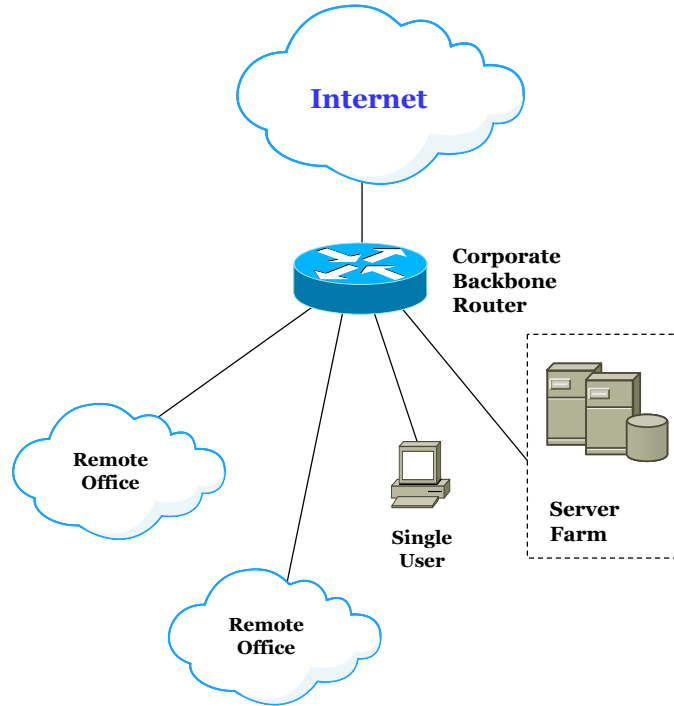 Internet
Corporate
Backbone
Router
Remote
Office
Single
User
Server
Farm
Remote
Office